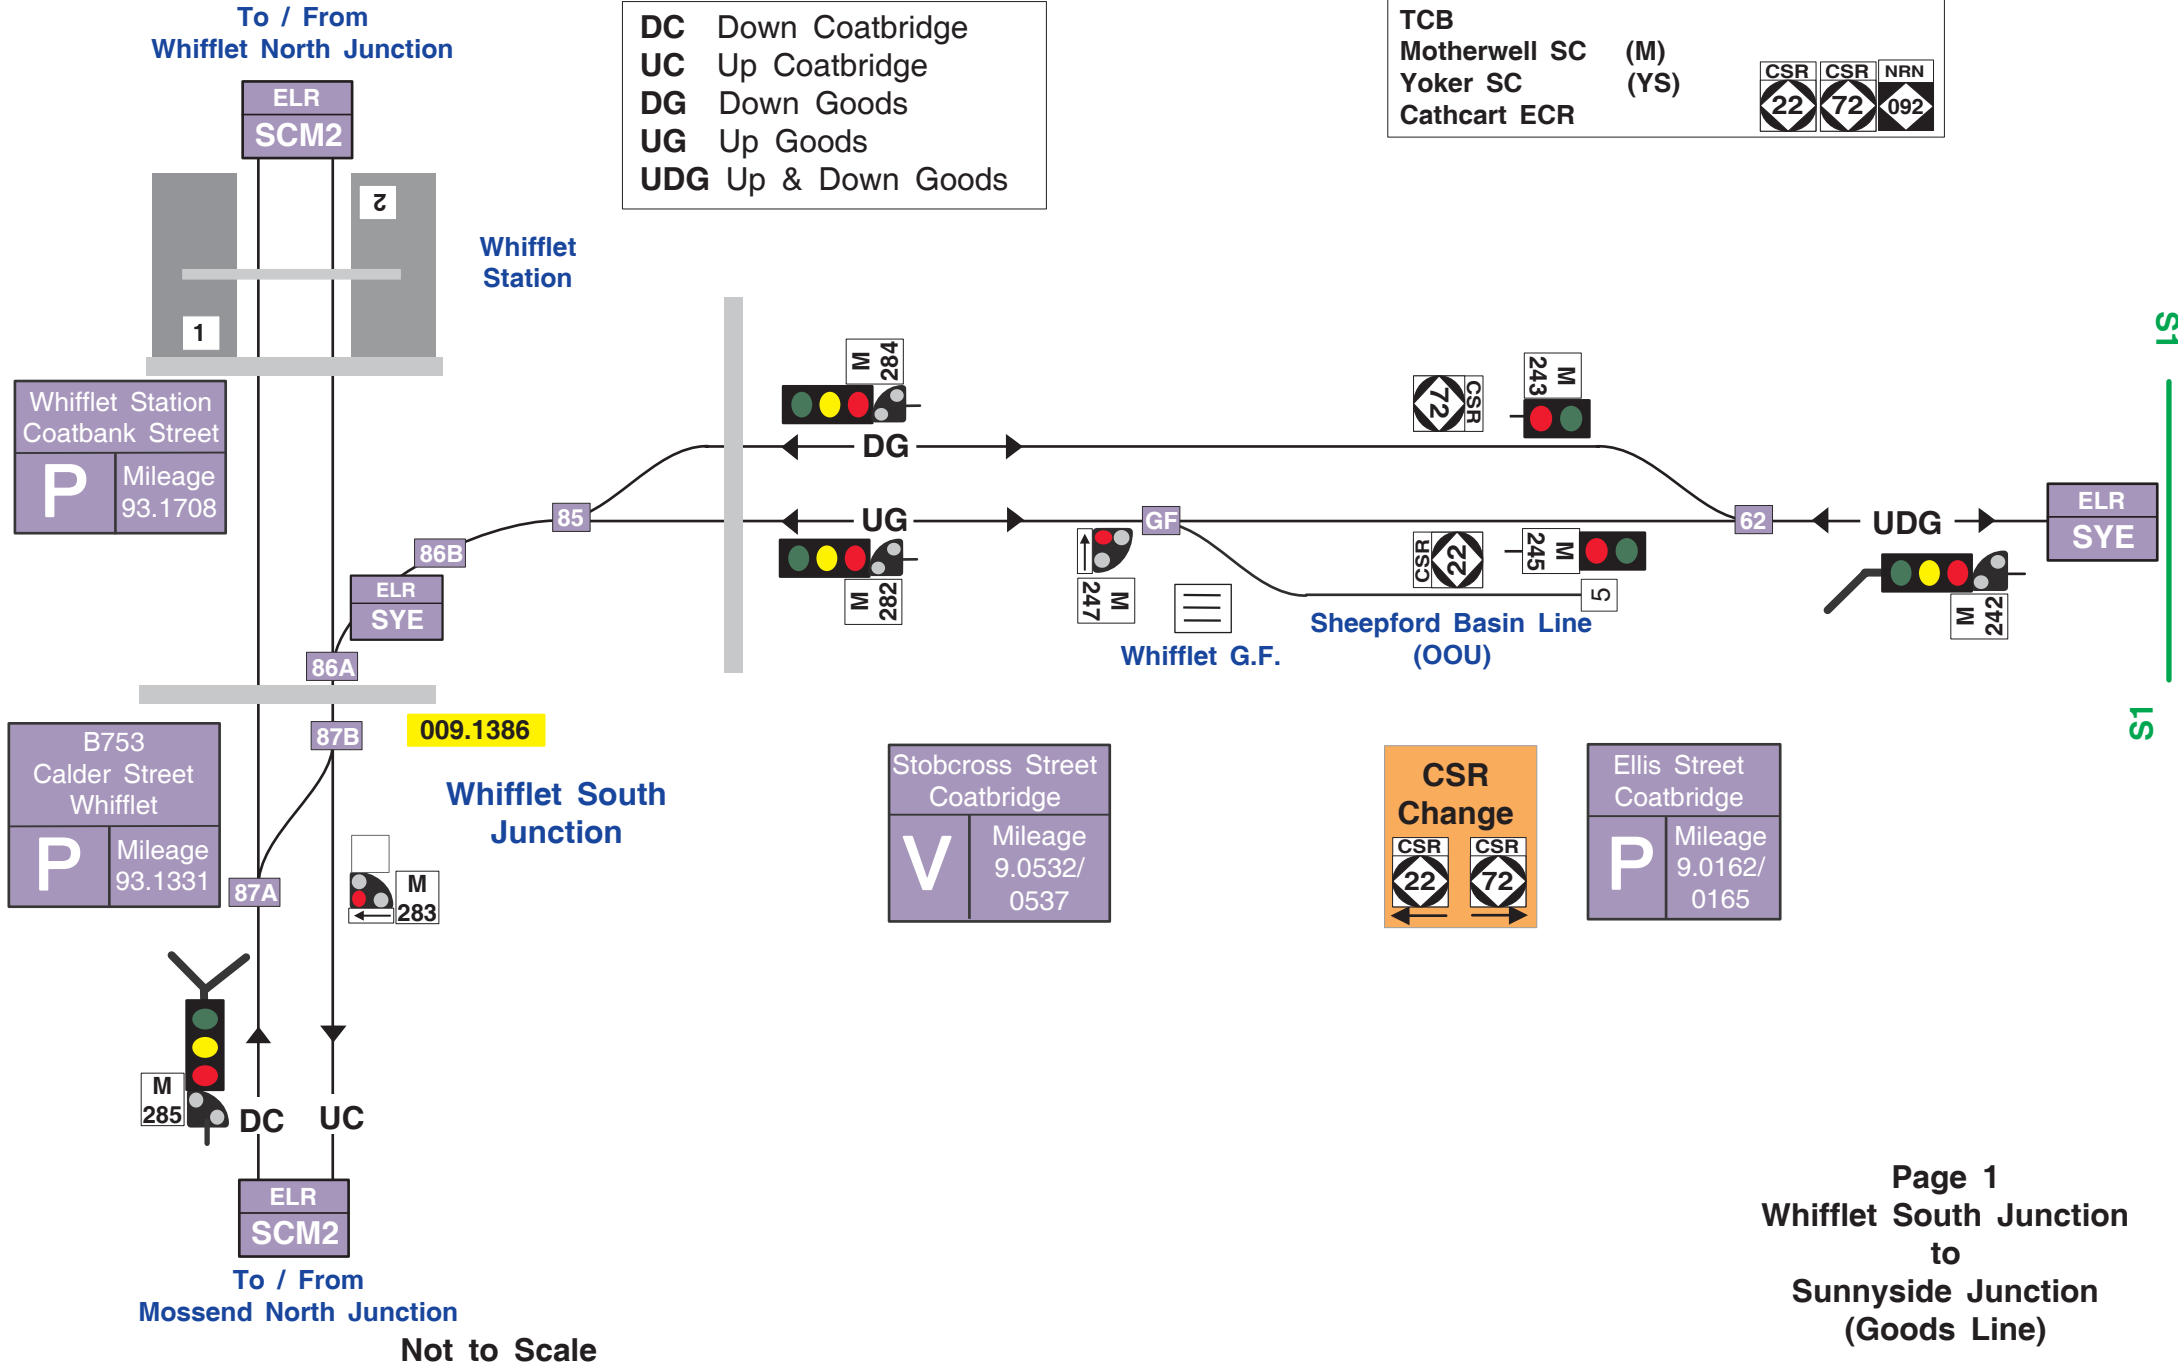 To / From
Whifflet North Junction
ELR
SCM2
DC Down Coatbridge
UC Up Coatbridge
DG Down Goods
UG Up Goods
UDG Up & Down Goods
TCB
Motherwell SC (M)
Yoker SC (YS)
Cathcart ECR
CSR
22
CSR
72
NRN
092
2
1
Whifflet
Station
Whifflet Station
Coatbank Street
P
Mileage
93.1708
M
284
DG
CSR
72
M
243
S1
85
UG
GF
62
UDG
ELR
SYE
86B
ELR
SYE
86A
M
282
M
247
CSR
22
M
245
5
M
242
Whifflet G.F.
Sheepford Basin Line
(OOU)
S1
87B
009.1386
B753
Calder Street
Whifflet
P
Mileage
93.1331
Whifflet South
Junction
87A
M
283
Stobcross Street
Coatbridge
V
Mileage
9.0532/
0537
CSR
Change
CSR
22
CSR
72
Ellis Street
Coatbridge
P
Mileage
9.0162/
0165
M
285
DC
UC
ELR
SCM2
To / From
Mossend North Junction
Not to Scale
Page 1
Whifflet South Junction
to
Sunnyside Junction
(Goods Line)